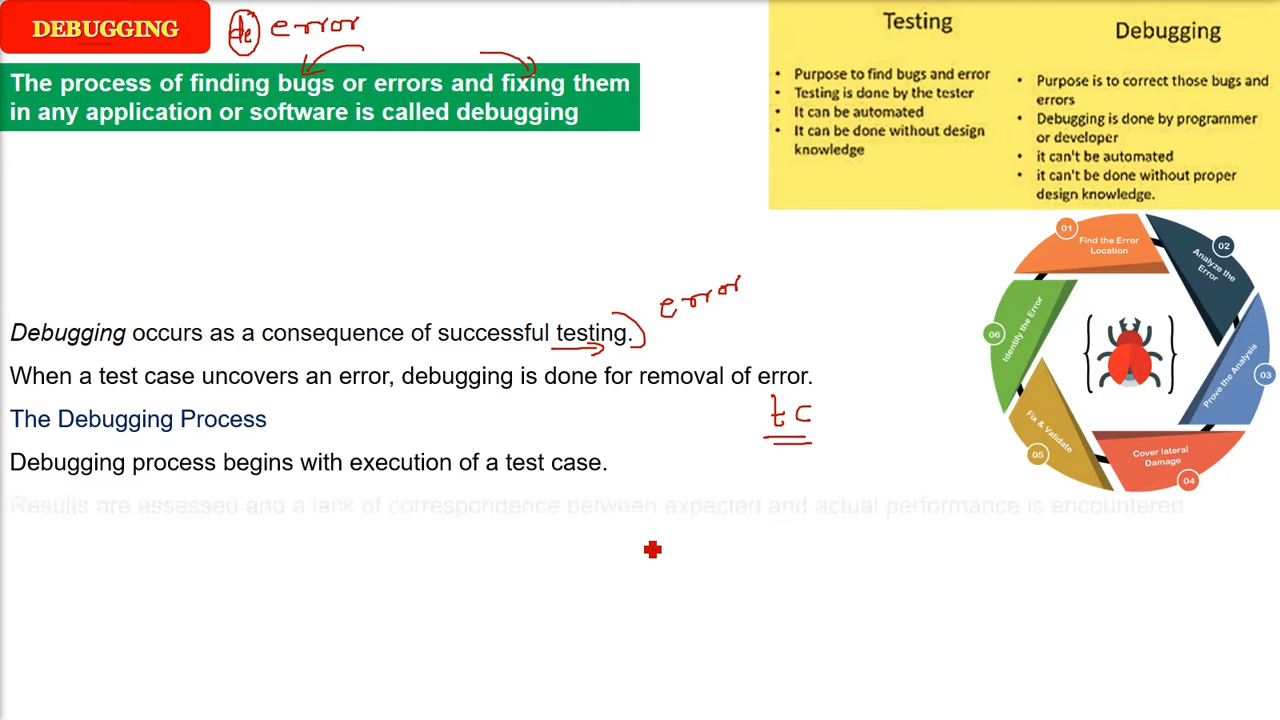 DEBUGGING
de error
The process of finding bugs or errors and fixing them
in any application or software is called debugging
Testing
• Purpose to find bugs and error
• Testing is done by the tester
• It can be automated
• It can be done without design
knowledge
Debugging
• Purpose is to correct those bugs and
errors
• Debugging is done by programmer
or developer
• it can't be automated
• it can't be done without proper
design knowledge.
01
Find the Error
Location
02
Analyze the
Error
03
Prove the Analysis
Cover lateral
Damage
04
05
Fix & Validate
06
Identify the Error
error
Debugging occurs as a consequence of successful testing.
When a test case uncovers an error, debugging is done for removal of error.
tc
The Debugging Process
Debugging process begins with execution of a test case.
Results are assessed and a lack of correspondence between expected and actual performance is encountered